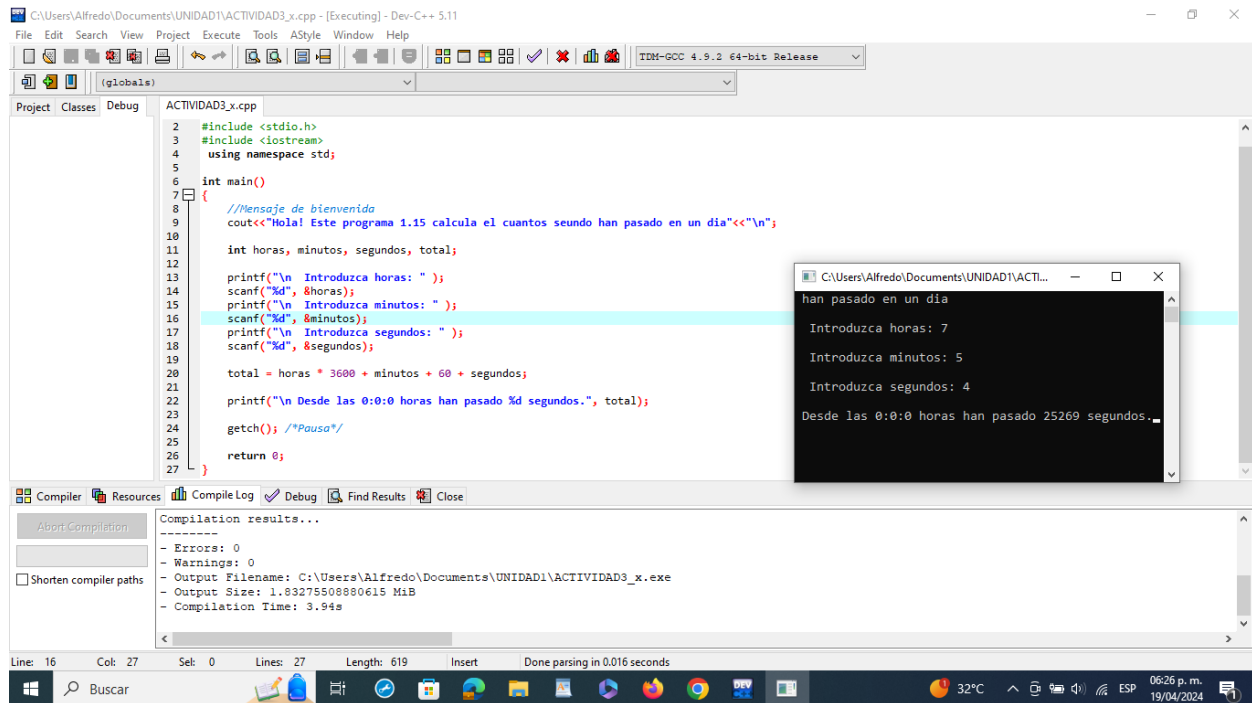 C:\Users\Alfredo\Documents\UNIDAD1\ACTIVIDAD3_x.cpp - [Executing] - Dev-C++ 5.11
File Edit Search View Project Execute Tools AStyle Window Help
TDM-GCC 4.9.2 64-bit Release
(globals)
Project Classes Debug ACTIVIDAD3_x.cpp
2 #include <stdio.h>
3 #include <iostream>
4 using namespace std;
5
6 int main()
7 {
8 //Mensaje de bienvenida
9 cout<<"Hola! Este programa 1.15 calcula el cuantos seundo han pasado en un dia"<<"\n";
10
11 int horas, minutos, segundos, total;
12
13 printf("\n  Introduzca horas: " );
14 scanf("%d", &horas);
15 printf("\n  Introduzca minutos: " );
16 scanf("%d", &minutos);
17 printf("\n  Introduzca segundos: " );
18 scanf("%d", &segundos);
19
20 total = horas * 3600 + minutos + 60 + segundos;
21
22 printf("\n Desde las 0:0:0 horas han pasado %d segundos.", total);
23
24 getch(); /*Pausa*/
25
26 return 0;
27 }
C:\Users\Alfredo\Documents\UNIDAD1\ACTI...
han pasado en un dia
Introduzca horas: 7
Introduzca minutos: 5
Introduzca segundos: 4
Desde las 0:0:0 horas han pasado 25269 segundos.
Compiler Resources Compile Log Debug Find Results Close
Abort Compilation
Shorten compiler paths
Compilation results...
--------
- Errors: 0
- Warnings: 0
- Output Filename: C:\Users\Alfredo\Documents\UNIDAD1\ACTIVIDAD3_x.exe
- Output Size: 1.83275508880615 MiB
- Compilation Time: 3.94s
Line: 16 Col: 27 Sel: 0 Lines: 27 Length: 619 Insert Done parsing in 0.016 seconds
Buscar
DEV
1
32°C
ESP
06:26 p. m.
19/04/2024
1